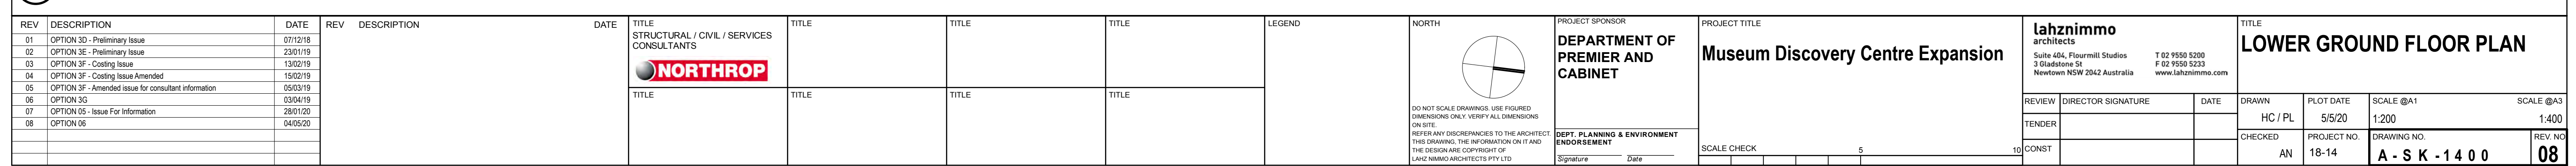 REV DESCRIPTION DATE
01 OPTION 3D - Preliminary Issue 07/12/18
02 OPTION 3E - Preliminary Issue 23/01/19
03 OPTION 3F - Costing Issue 13/02/19
04 OPTION 3F - Costing Issue Amended 15/02/19
05 OPTION 3F - Amended issue for consultant information 05/03/19
06 OPTION 3G 03/04/19
07 OPTION 05 - Issue For Information 28/01/20
08 OPTION 06 04/05/20
REV DESCRIPTION DATE
TITLE
STRUCTURAL / CIVIL / SERVICES
CONSULTANTS
NORTHROP
TITLE
TITLE
TITLE
TITLE
TITLE
TITLE
TITLE
LEGEND
NORTH
DO NOT SCALE DRAWINGS. USE FIGURED
DIMENSIONS ONLY. VERIFY ALL DIMENSIONS
ON SITE.
REFER ANY DISCREPANCIES TO THE ARCHITECT.
THIS DRAWING, THE INFORMATION ON IT AND
THE DESIGN ARE COPYRIGHT OF
LAHZ NIMMO ARCHITECTS PTY LTD
PROJECT SPONSOR
DEPARTMENT OF
PREMIER AND
CABINET
DEPT. PLANNING & ENVIRONMENT
ENDORSEMENT
Signature Date
PROJECT TITLE
Museum Discovery Centre Expansion
SCALE CHECK 5 10
lahznimmo
architects
Suite 404, Flourmill Studios T 02 9550 5200
3 Gladstone St F 02 9550 5233
Newtown NSW 2042 Australia www.lahznimmo.com
REVIEW DIRECTOR SIGNATURE DATE
TENDER
CONST
TITLE
LOWER GROUND FLOOR PLAN
DRAWN PLOT DATE SCALE @A1 SCALE @A3
HC / PL 5/5/20 1:200 1:400
CHECKED PROJECT NO. DRAWING NO. REV. NO
AN 18-14 A-SK-1400 08